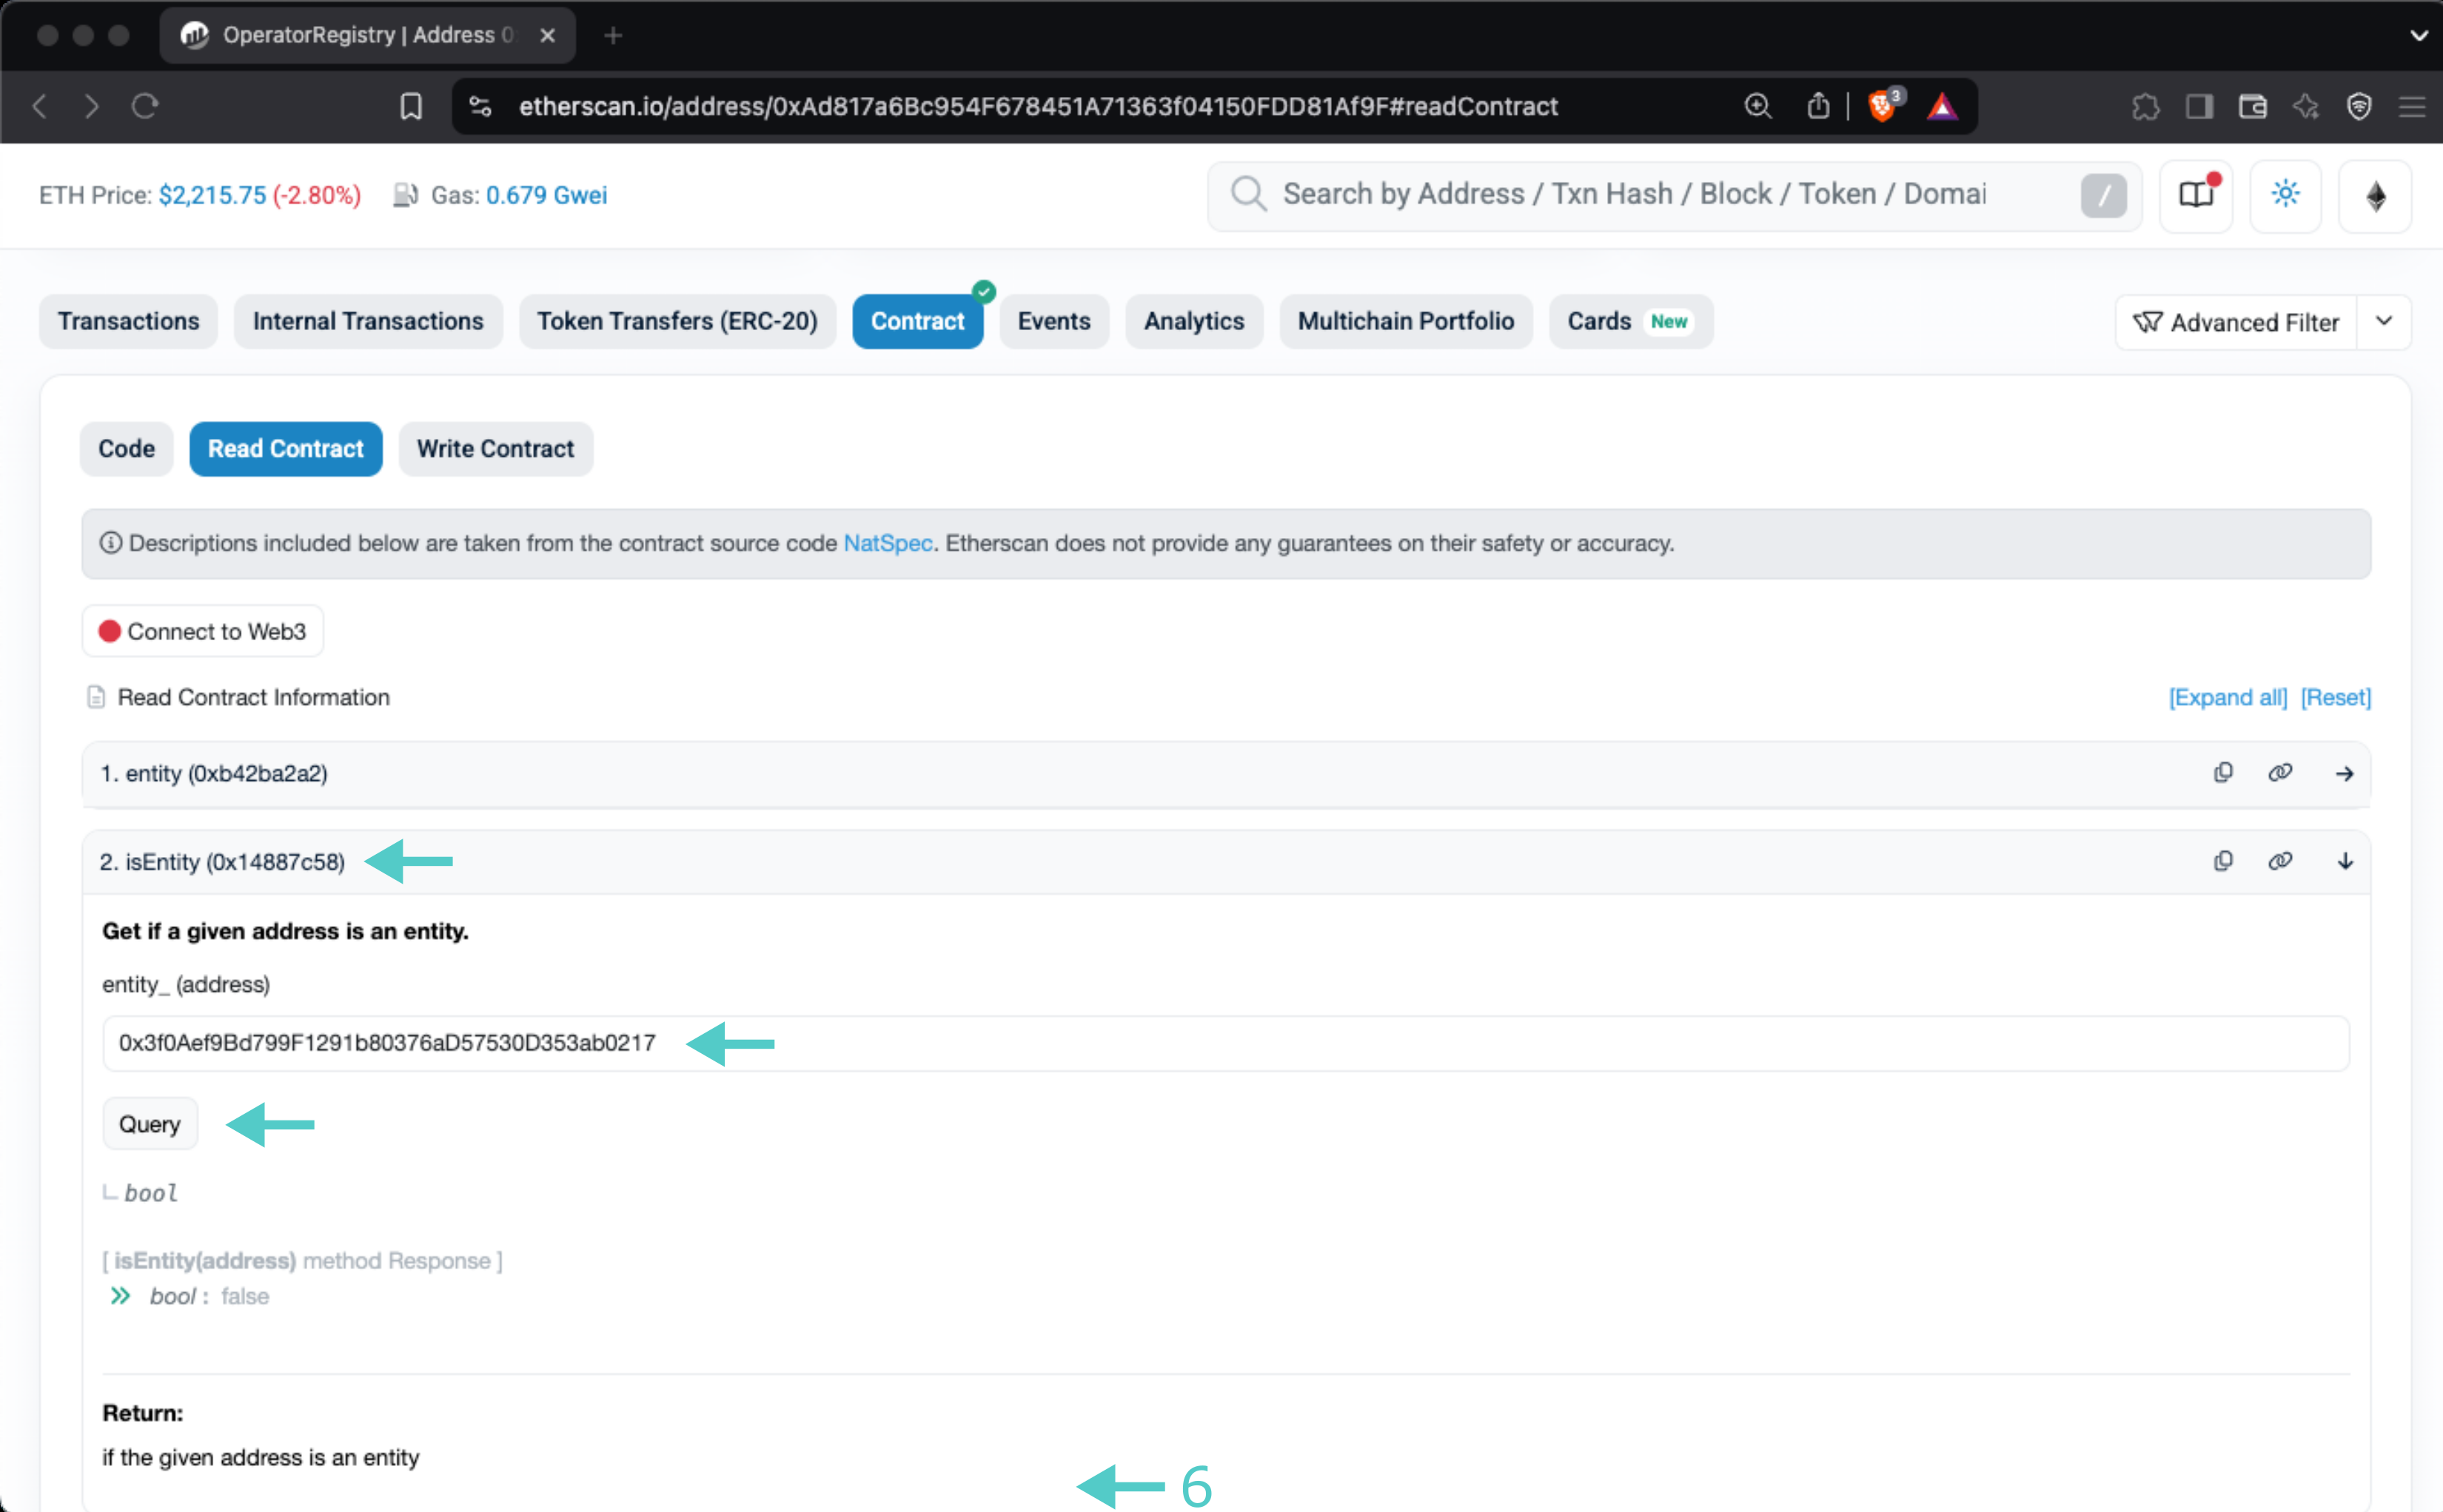 OperatorRegistry | Address 0
etherscan.io/address/0xAd817a6Bc954F678451A71363f04150FDD81Af9F#readContract
3
ETH Price: $2,215.75 (-2.80%) Gas: 0.679 Gwei
Search by Address / Txn Hash / Block / Token / Domai
/
Transactions
Internal Transactions
Token Transfers (ERC-20)
Contract
Events
Analytics
Multichain Portfolio
Cards New
Advanced Filter
Code
Read Contract
Write Contract
Descriptions included below are taken from the contract source code NatSpec. Etherscan does not provide any guarantees on their safety or accuracy.
Connect to Web3
Read Contract Information
[Expand all] [Reset]
1. entity (0xb42ba2a2)
2. isEntity (0x14887c58)
Get if a given address is an entity.
entity_ (address)
0x3f0Aef9Bd799F1291b80376aD57530D353ab0217
Query
bool
[ isEntity(address) method Response ]
bool : false
Return:
if the given address is an entity
6